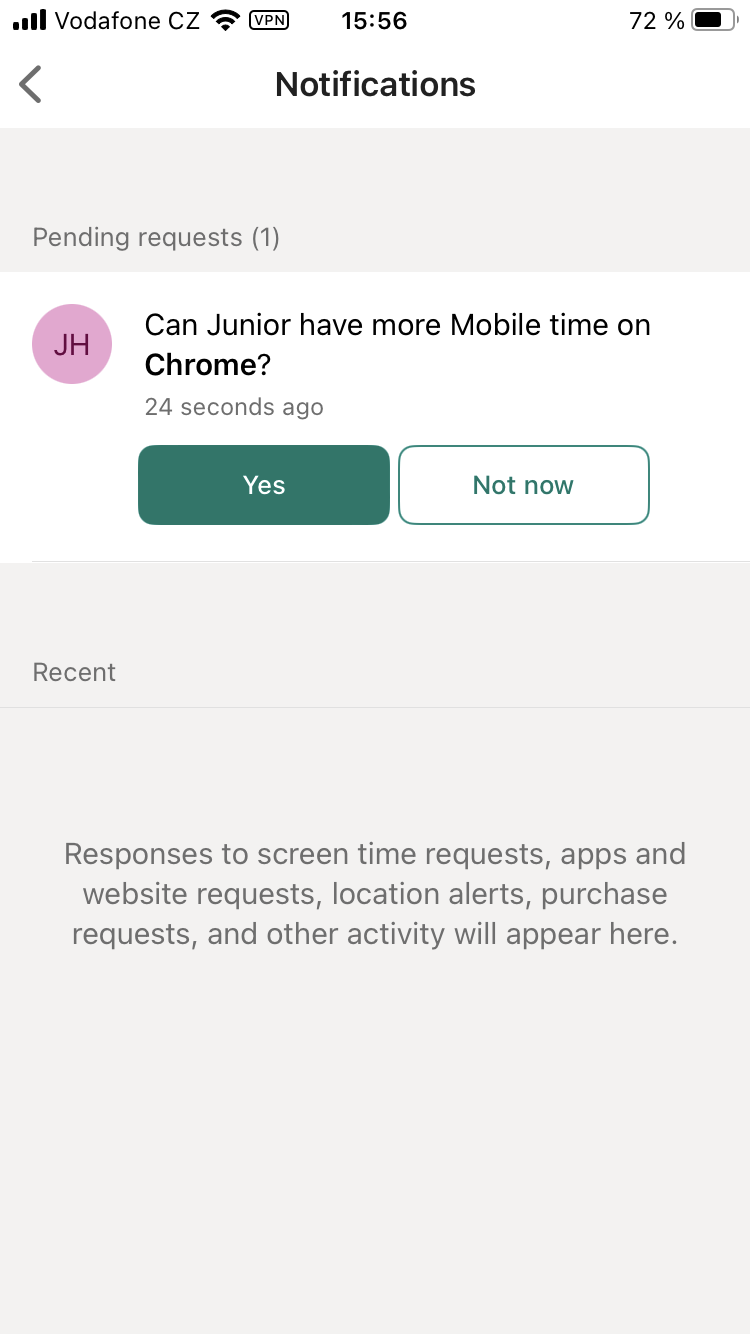 Vodafone CZ VPN 15:56 72 %
Notifications
Pending requests (1)
JH
Can Junior have more Mobile time on
Chrome?
24 seconds ago
Yes Not now
Recent
Responses to screen time requests, apps and
website requests, location alerts, purchase
requests, and other activity will appear here.